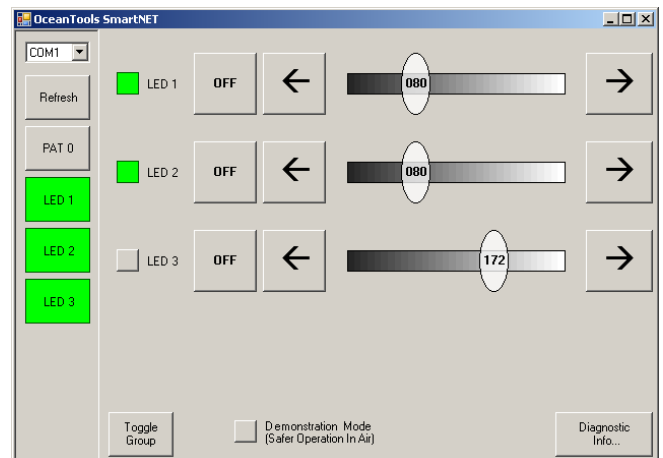 OceanTools SmartNET
COM1
Refresh
PAT 0
LED 1
LED 2
LED 3
LED 1 OFF 080
LED 2 OFF 080
LED 3 OFF 172
Toggle
Group
Demonstration Mode
(Safer Operation In Air)
Diagnostic
Info...